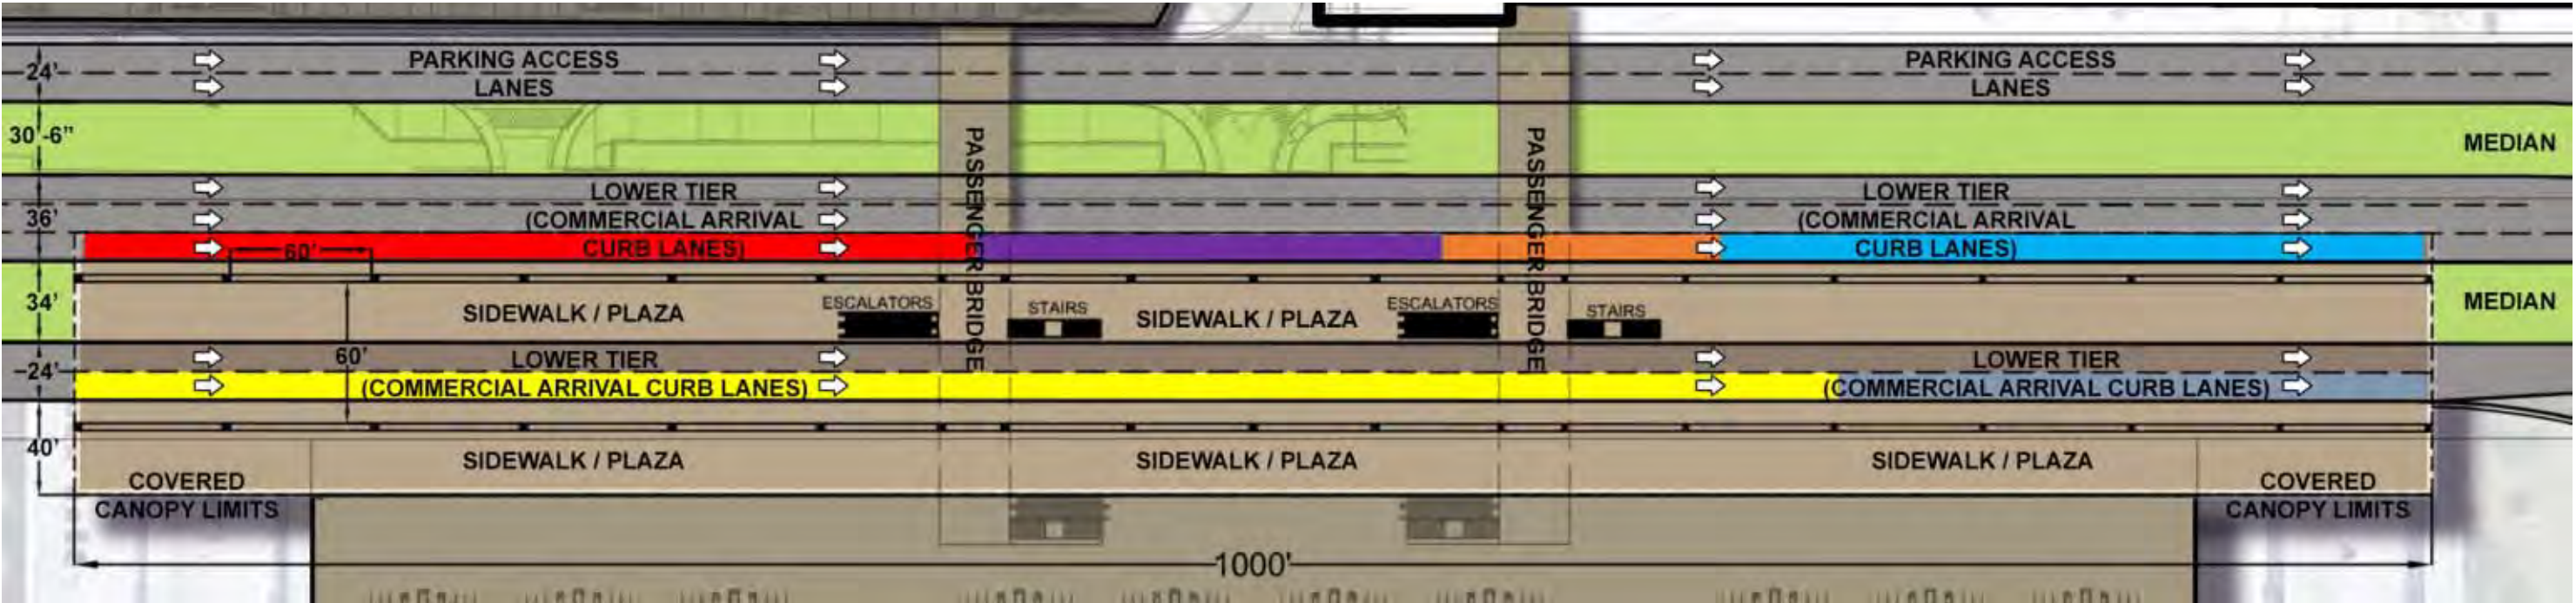 24'
PARKING ACCESS
LANES
PARKING ACCESS
LANES
30'-6"
PASSENGER BRIDGE
PASSENGER BRIDGE
MEDIAN
36'
LOWER TIER
(COMMERCIAL ARRIVAL
CURB LANES)
60'
LOWER TIER
(COMMERCIAL ARRIVAL
CURB LANES)
34'
SIDEWALK / PLAZA
ESCALATORS
STAIRS
SIDEWALK / PLAZA
ESCALATORS
STAIRS
MEDIAN
24'
60'
LOWER TIER
(COMMERCIAL ARRIVAL CURB LANES)
LOWER TIER
(COMMERCIAL ARRIVAL CURB LANES)
40'
SIDEWALK / PLAZA
SIDEWALK / PLAZA
SIDEWALK / PLAZA
COVERED
CANOPY LIMITS
COVERED
CANOPY LIMITS
1000'